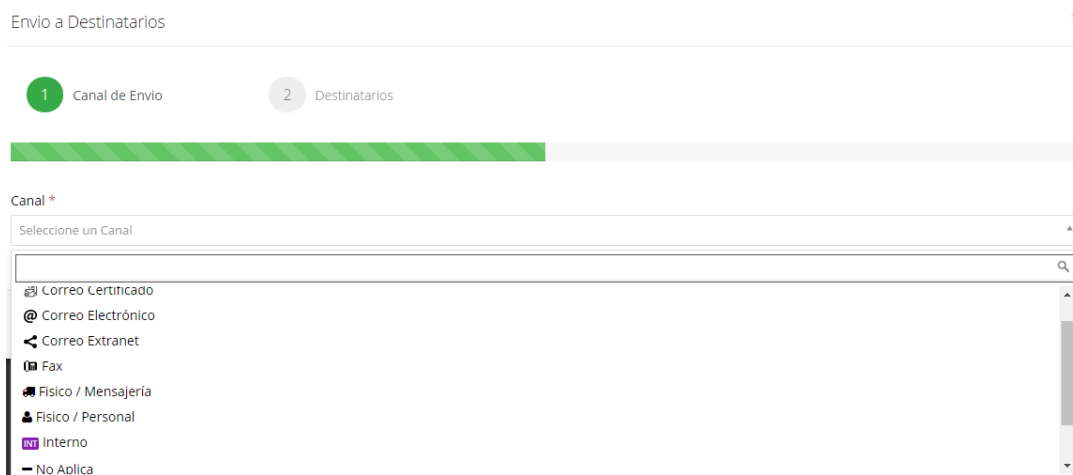 Envio a Destinatarios
1 Canal de Envio 2 Destinatarios
Canal *
Seleccione un Canal
Correo Certificado
@ Correo Electrónico
Correo Extranet
Fax
Fisico / Mensajería
Fisico / Personal
INT Interno
No Aplica